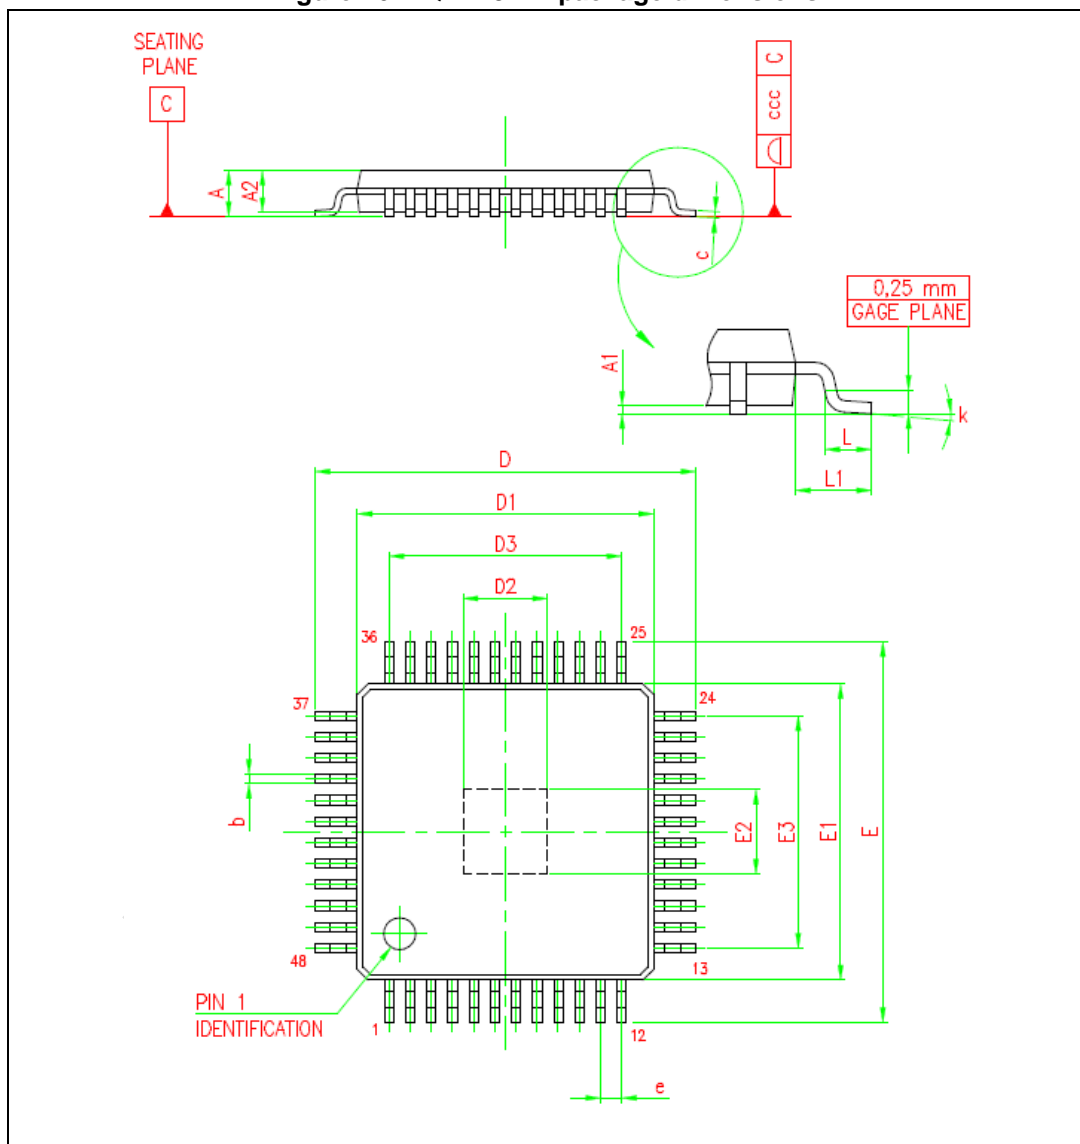 SEATING
PLANE
C
C
ccc
A
A2
c
0,25 mm
GAGE PLANE
A1
k
L
L1
D
D1
D3
D2
36
25
37
24
b
E2
E3
E1
E
48
13
PIN 1
IDENTIFICATION
1
12
e